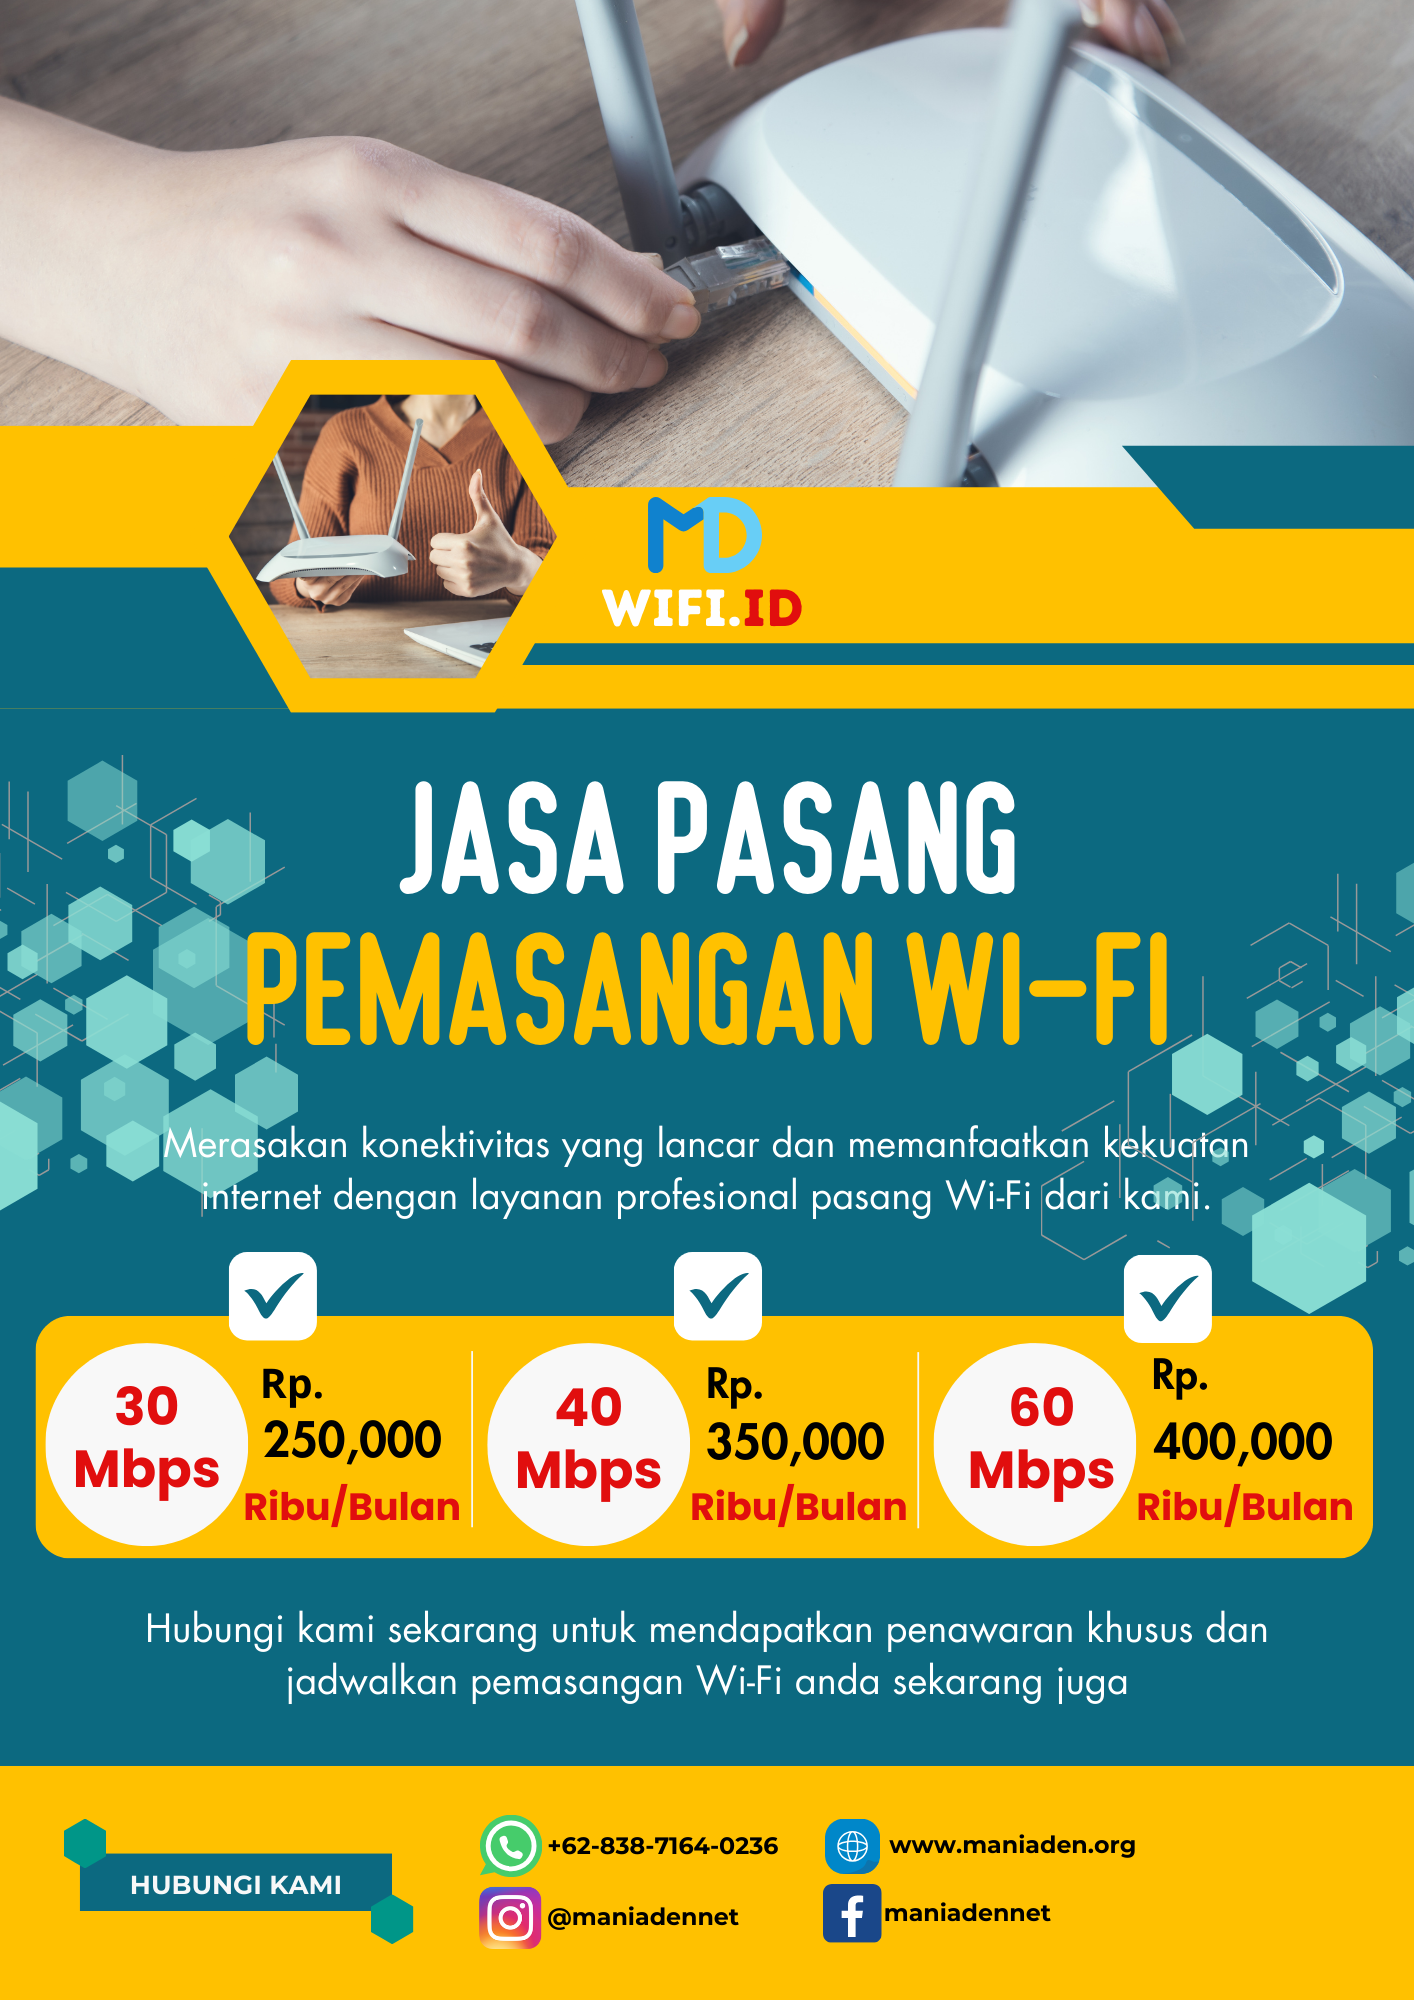 MD
WIFI.ID
JASA PASANG
PEMASANGAN WI-FI
Merasakan konektivitas yang lancar dan memanfaatkan kekuatan
internet dengan layanan profesional pasang Wi-Fi dari kami.
30
Mbps
Rp.
250,000
Ribu/Bulan
40
Mbps
Rp.
350,000
Ribu/Bulan
60
Mbps
Rp.
400,000
Ribu/Bulan
Hubungi kami sekarang untuk mendapatkan penawaran khusus dan
jadwalkan pemasangan Wi-Fi anda sekarang juga
HUBUNGI KAMI
+62-838-7164-0236
@maniadennet
www.maniaden.org
maniadennet